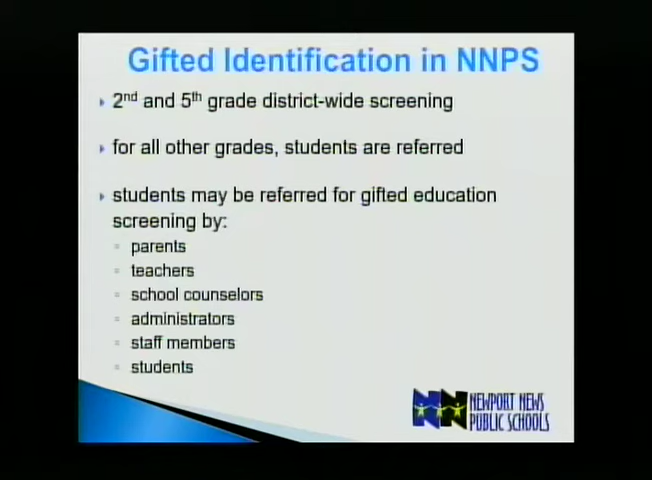 Gifted Identification in NNPS
2nd and 5th grade district-wide screening
for all other grades, students are referred
students may be referred for gifted education
screening by:
parents
teachers
school counselors
administrators
staff members
students
NN NEWPORT NEWS
PUBLIC SCHOOLS